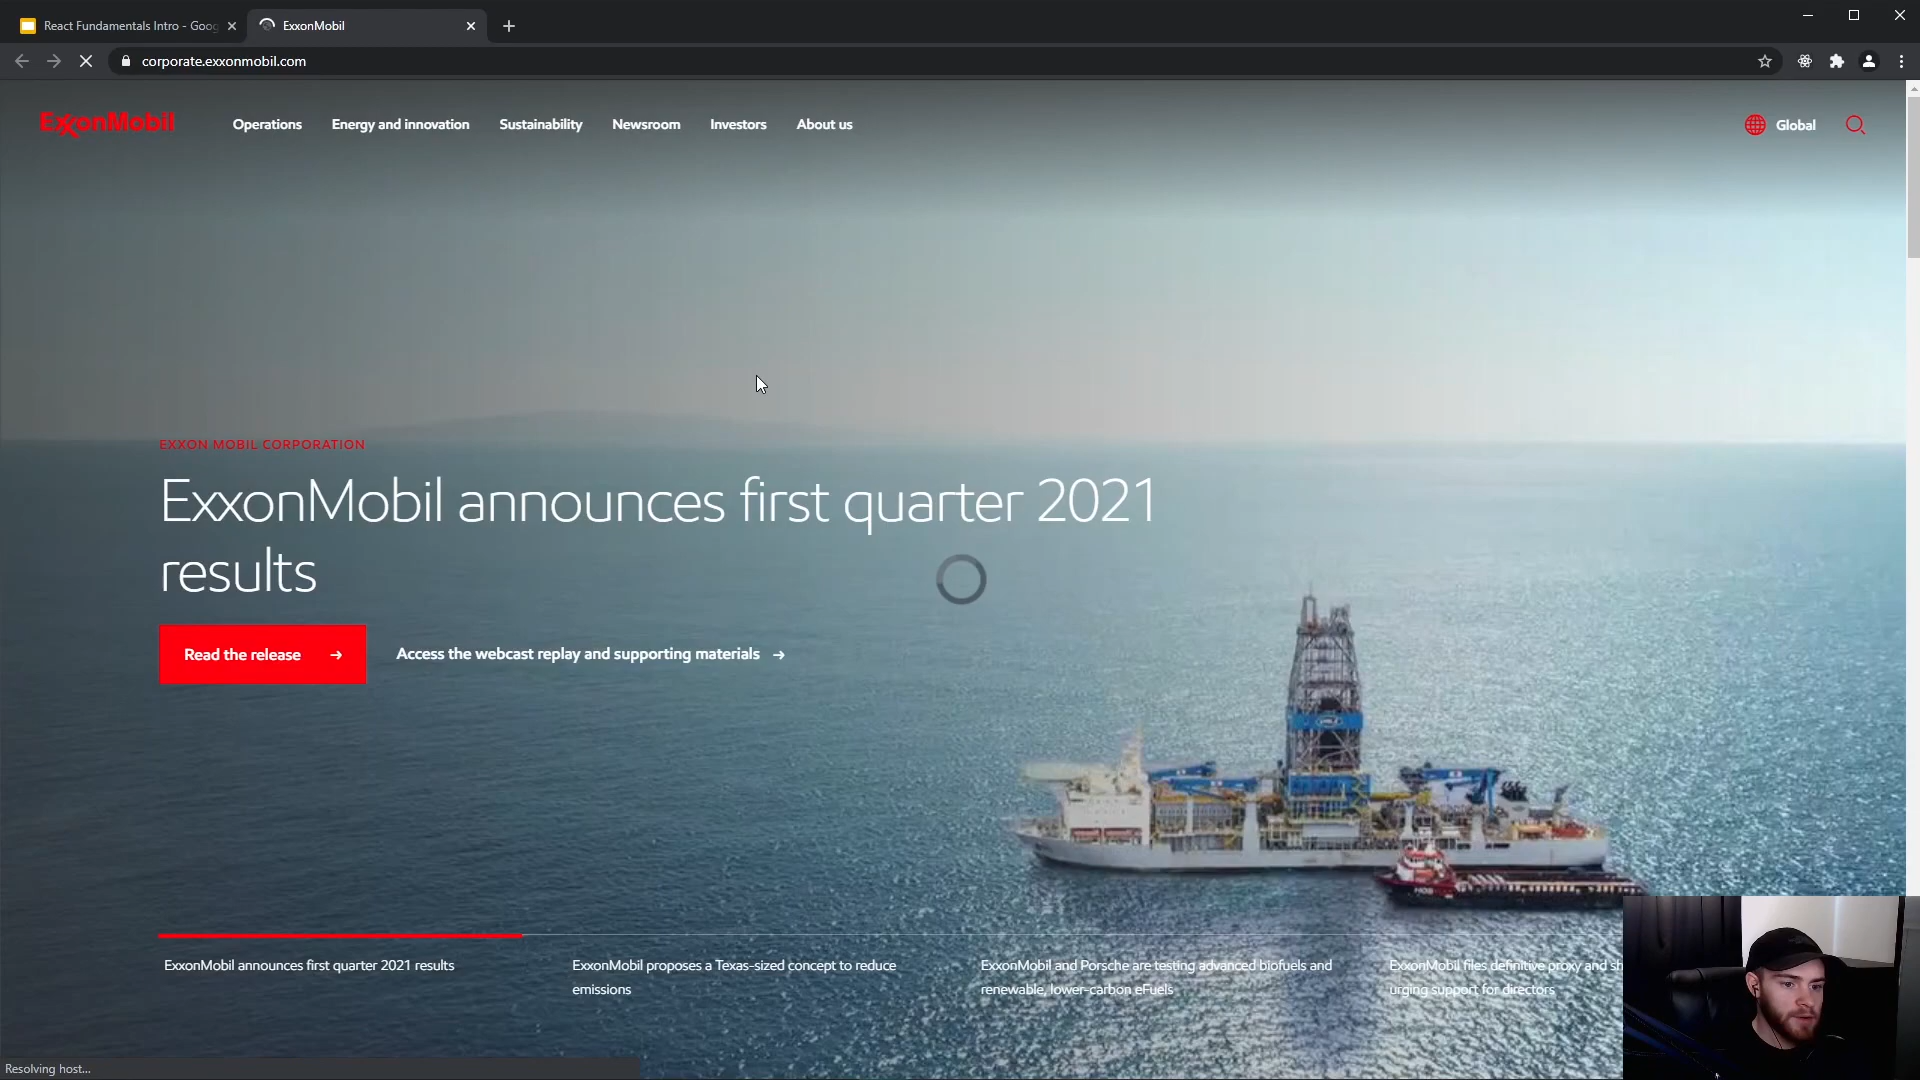 React Fundamentals Intro - Goog
ExxonMobil
corporate.exxonmobil.com
ExxonMobil
Operations
Energy and innovation
Sustainability
Newsroom
Investors
About us
Global
EXXON MOBIL CORPORATION
ExxonMobil announces first quarter 2021
results
Read the release →
Access the webcast replay and supporting materials →
ExxonMobil announces first quarter 2021 results
ExxonMobil proposes a Texas-sized concept to reduce
emissions
ExxonMobil and Porsche are testing advanced biofuels and
renewable, lower-carbon eFuels
ExxonMobil files definitive proxy and sh
urging support for directors
Resolving host...